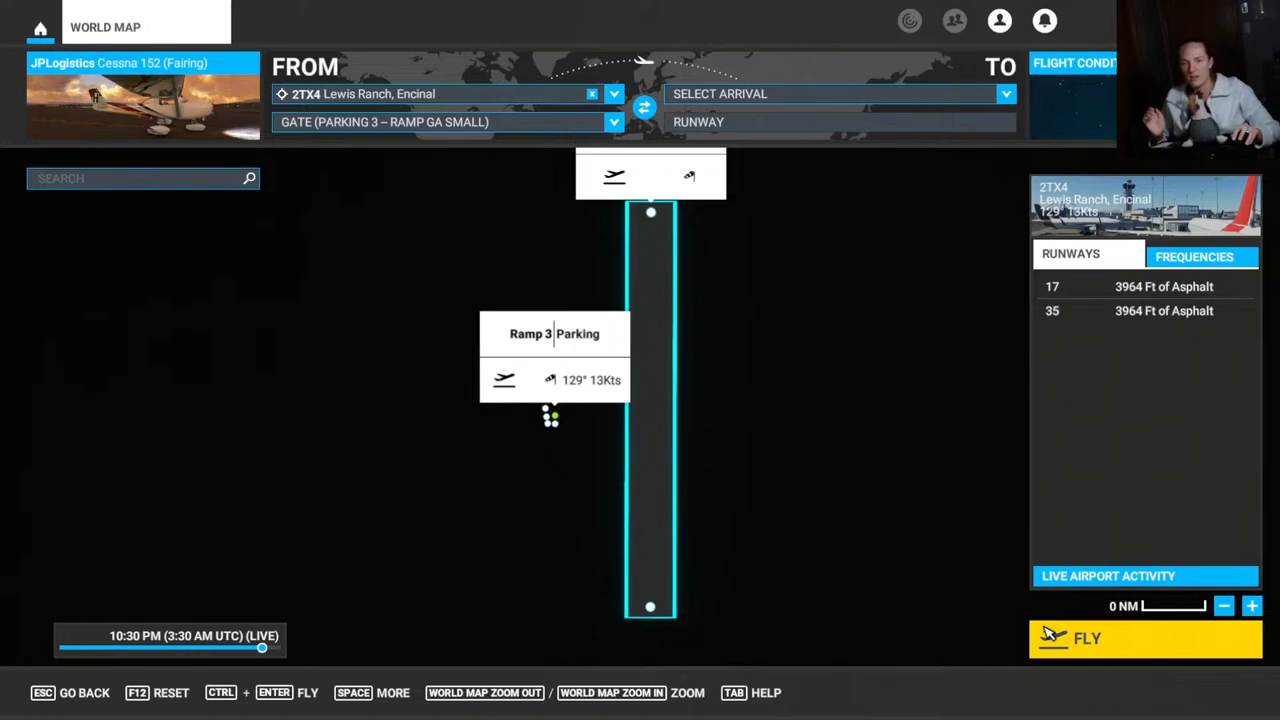 WORLD MAP
JPLogistics Cessna 152 (Fairing)
FROM
2TX4 Lewis Ranch, Encinal
x
GATE (PARKING 3 – RAMP GA SMALL)
TO
SELECT ARRIVAL
RUNWAY
FLIGHT CONDIT
SEARCH
Ramp 3 Parking
129° 13Kts
2TX4
Lewis Ranch, Encinal
129° 13Kts
RUNWAYS
FREQUENCIES
17 3964 Ft of Asphalt
35 3964 Ft of Asphalt
LIVE AIRPORT ACTIVITY
0 NM
FLY
10:30 PM (3:30 AM UTC) (LIVE)
ESC GO BACK F12 RESET CTRL + ENTER FLY SPACE MORE WORLD MAP ZOOM OUT / WORLD MAP ZOOM IN ZOOM TAB HELP